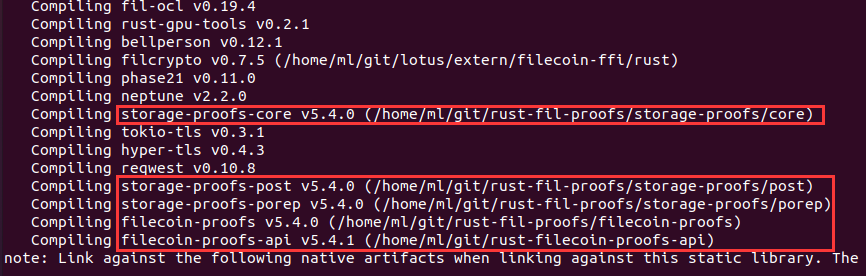 Compiling fil-ocl v0.19.4
Compiling rust-gpu-tools v0.2.1
Compiling bellperson v0.12.1
Compiling filcrypto v0.7.5 (/home/ml/git/lotus/extern/filecoin-ffi/rust)
Compiling phase21 v0.11.0
Compiling neptune v2.2.0
Compiling storage-proofs-core v5.4.0 (/home/ml/git/rust-fil-proofs/storage-proofs/core)
Compiling tokio-tls v0.3.1
Compiling hyper-tls v0.4.3
Compiling reqwest v0.10.8
Compiling storage-proofs-post v5.4.0 (/home/ml/git/rust-fil-proofs/storage-proofs/post)
Compiling storage-proofs-porep v5.4.0 (/home/ml/git/rust-fil-proofs/storage-proofs/porep)
Compiling filecoin-proofs v5.4.0 (/home/ml/git/rust-fil-proofs/filecoin-proofs)
Compiling filecoin-proofs-api v5.4.1 (/home/ml/git/rust-filecoin-proofs-api)
note: Link against the following native artifacts when linking against this static library. The